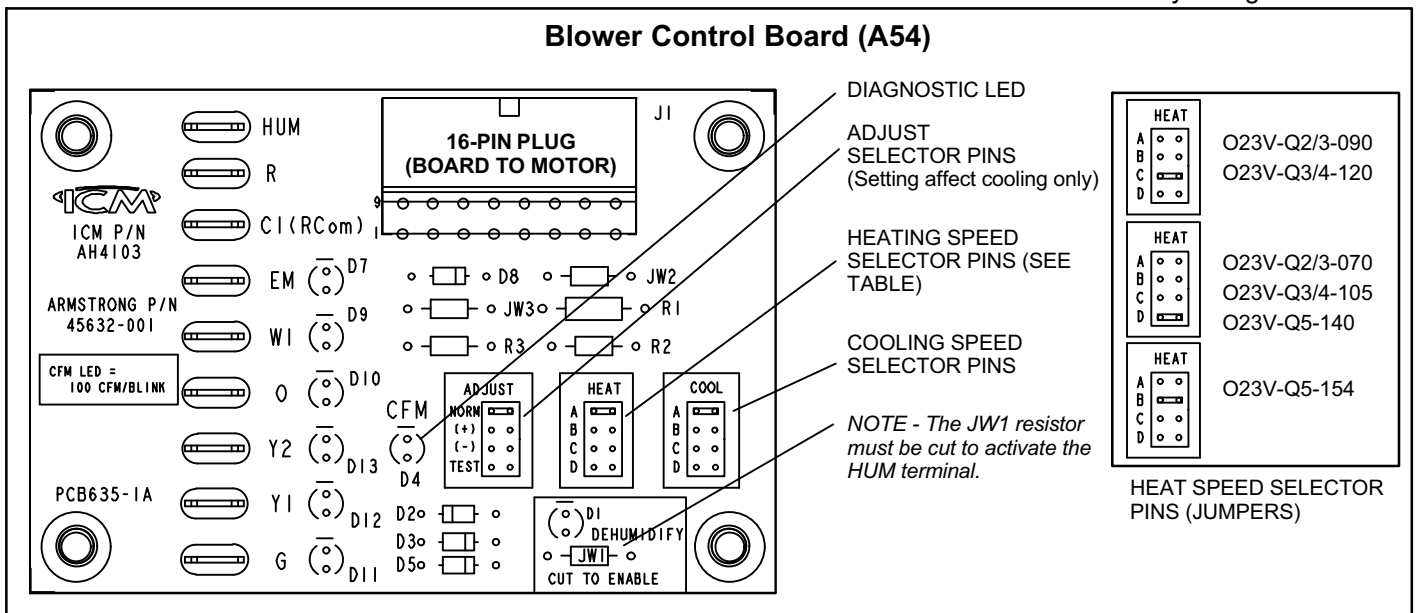 Blower Control Board (A54)
HUM
R
C1(RCom)
EM
W1
O
Y2
Y1
G
ICM
ICM P/N
AH4103
ARMSTRONG P/N
45632-001
CFM LED =
100 CFM/BLINK
PCB635-1A
16-PIN PLUG
(BOARD TO MOTOR)
J1
9
1
D7
D9
D10
D13
D12
D11
D8
JW2
JW3
R1
R3
R2
CFM
D4
ADJUST
NORM
(+)
(-)
TEST
HEAT
A
B
C
D
COOL
A
B
C
D
D2
D3
D5
D1
DEHUMIDIFY
JW1
CUT TO ENABLE
DIAGNOSTIC LED
ADJUST
SELECTOR PINS
(Setting affect cooling only)
HEATING SPEED
SELECTOR PINS (SEE
TABLE)
COOLING SPEED
SELECTOR PINS
NOTE - The JW1 resistor
must be cut to activate the
HUM terminal.
HEAT
A
B
C
D
O23V-Q2/3-090
O23V-Q3/4-120
HEAT
A
B
C
D
O23V-Q2/3-070
O23V-Q3/4-105
O23V-Q5-140
HEAT
A
B
C
D
O23V-Q5-154
HEAT SPEED SELECTOR
PINS (JUMPERS)